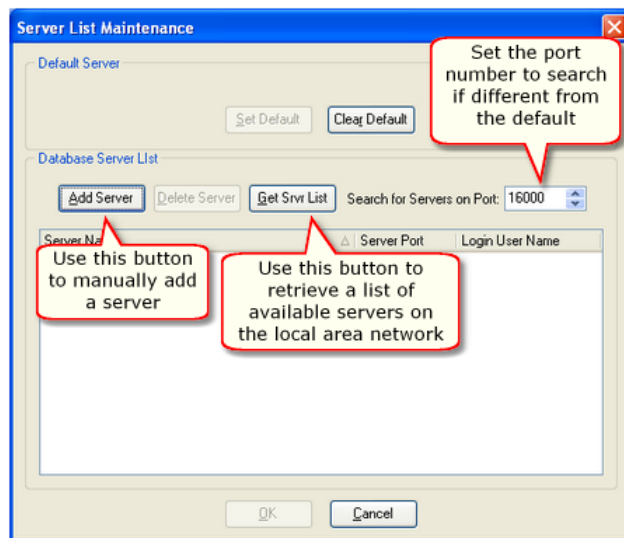 Server List Maintenance
Set the port
number to search
if different from
the default
Default Server
Set Default
Clear Default
Database Server LIst
Add Server
Delete Server
Get Srvr List
Search for Servers on Port:
16000
Server Na
Server Port
Login User Name
Use this button
to manually add
a server
Use this button to
retrieve a list of
available servers on
the local area network
OK
Cancel